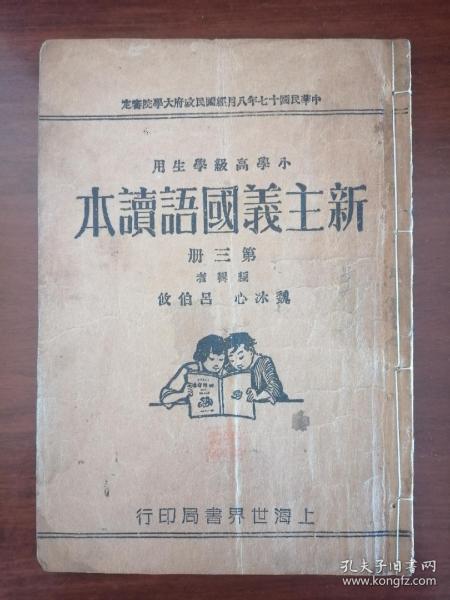 中華民國十七年八月經國民政府大學院審定
小學高級學生用
新主義國語讀本
第三册
編輯者
魏冰心 呂伯攸
上海世界書局印行
孔夫子旧书网
www.kongfz.com